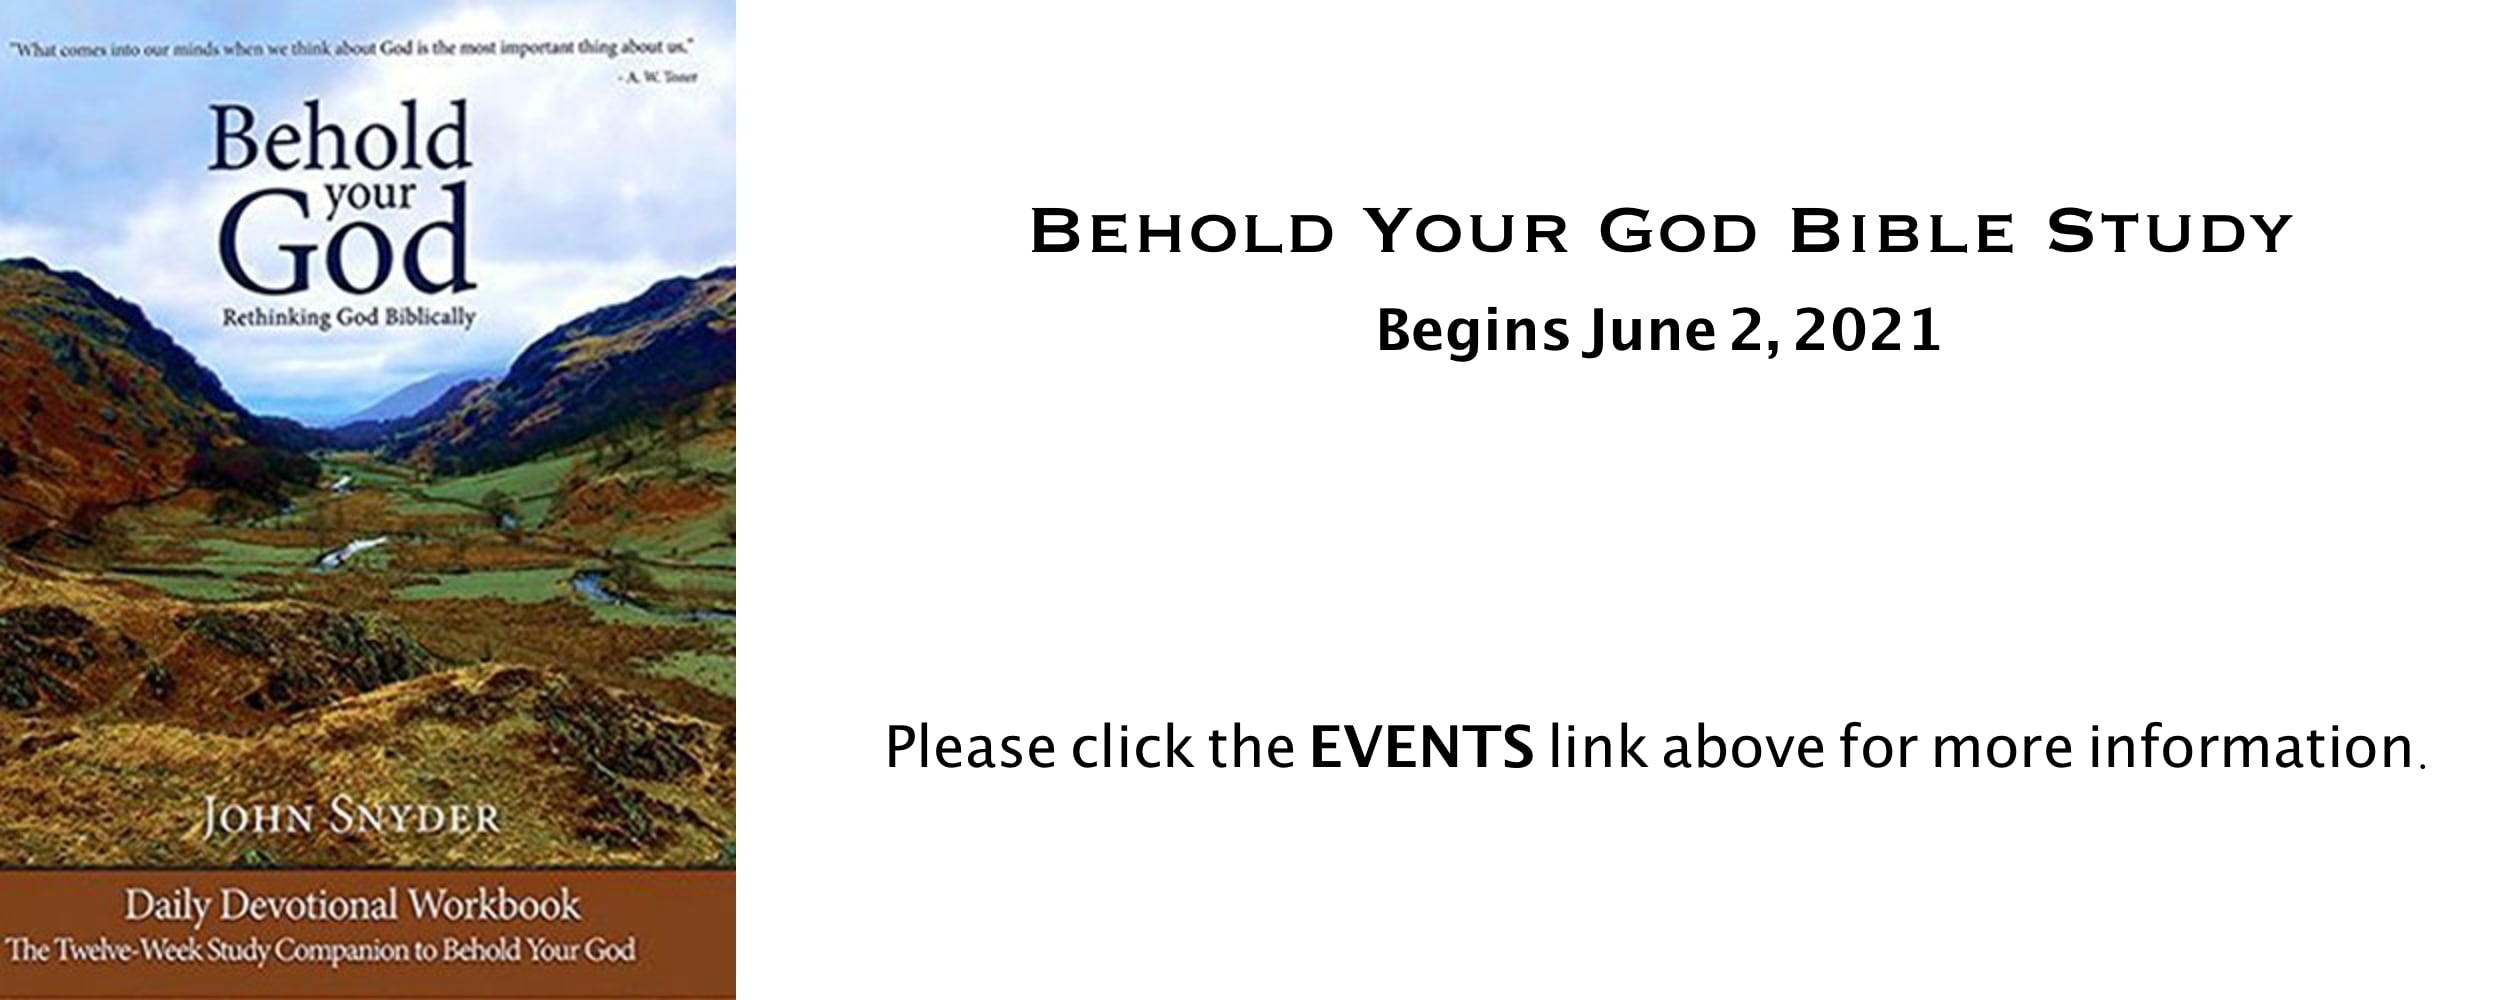 "What comes into our minds when we think about God is the most important thing about us."
- A. W. Tozer
Behold
your
God
Rethinking God Biblically
JOHN SNYDER
Daily Devotional Workbook
The Twelve-Week Study Companion to Behold Your God
BEHOLD YOUR GOD BIBLE STUDY
Begins June 2, 2021
Please click the EVENTS link above for more information.